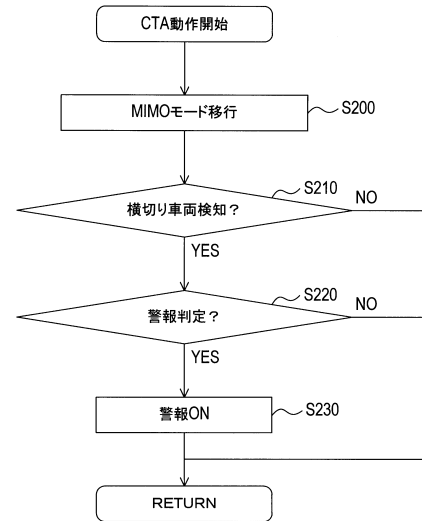 CTA動作開始
MIMOモード移行
S200
横切り車両検知？
S210
NO
YES
警報判定？
S220
NO
YES
警報ON
S230
RETURN